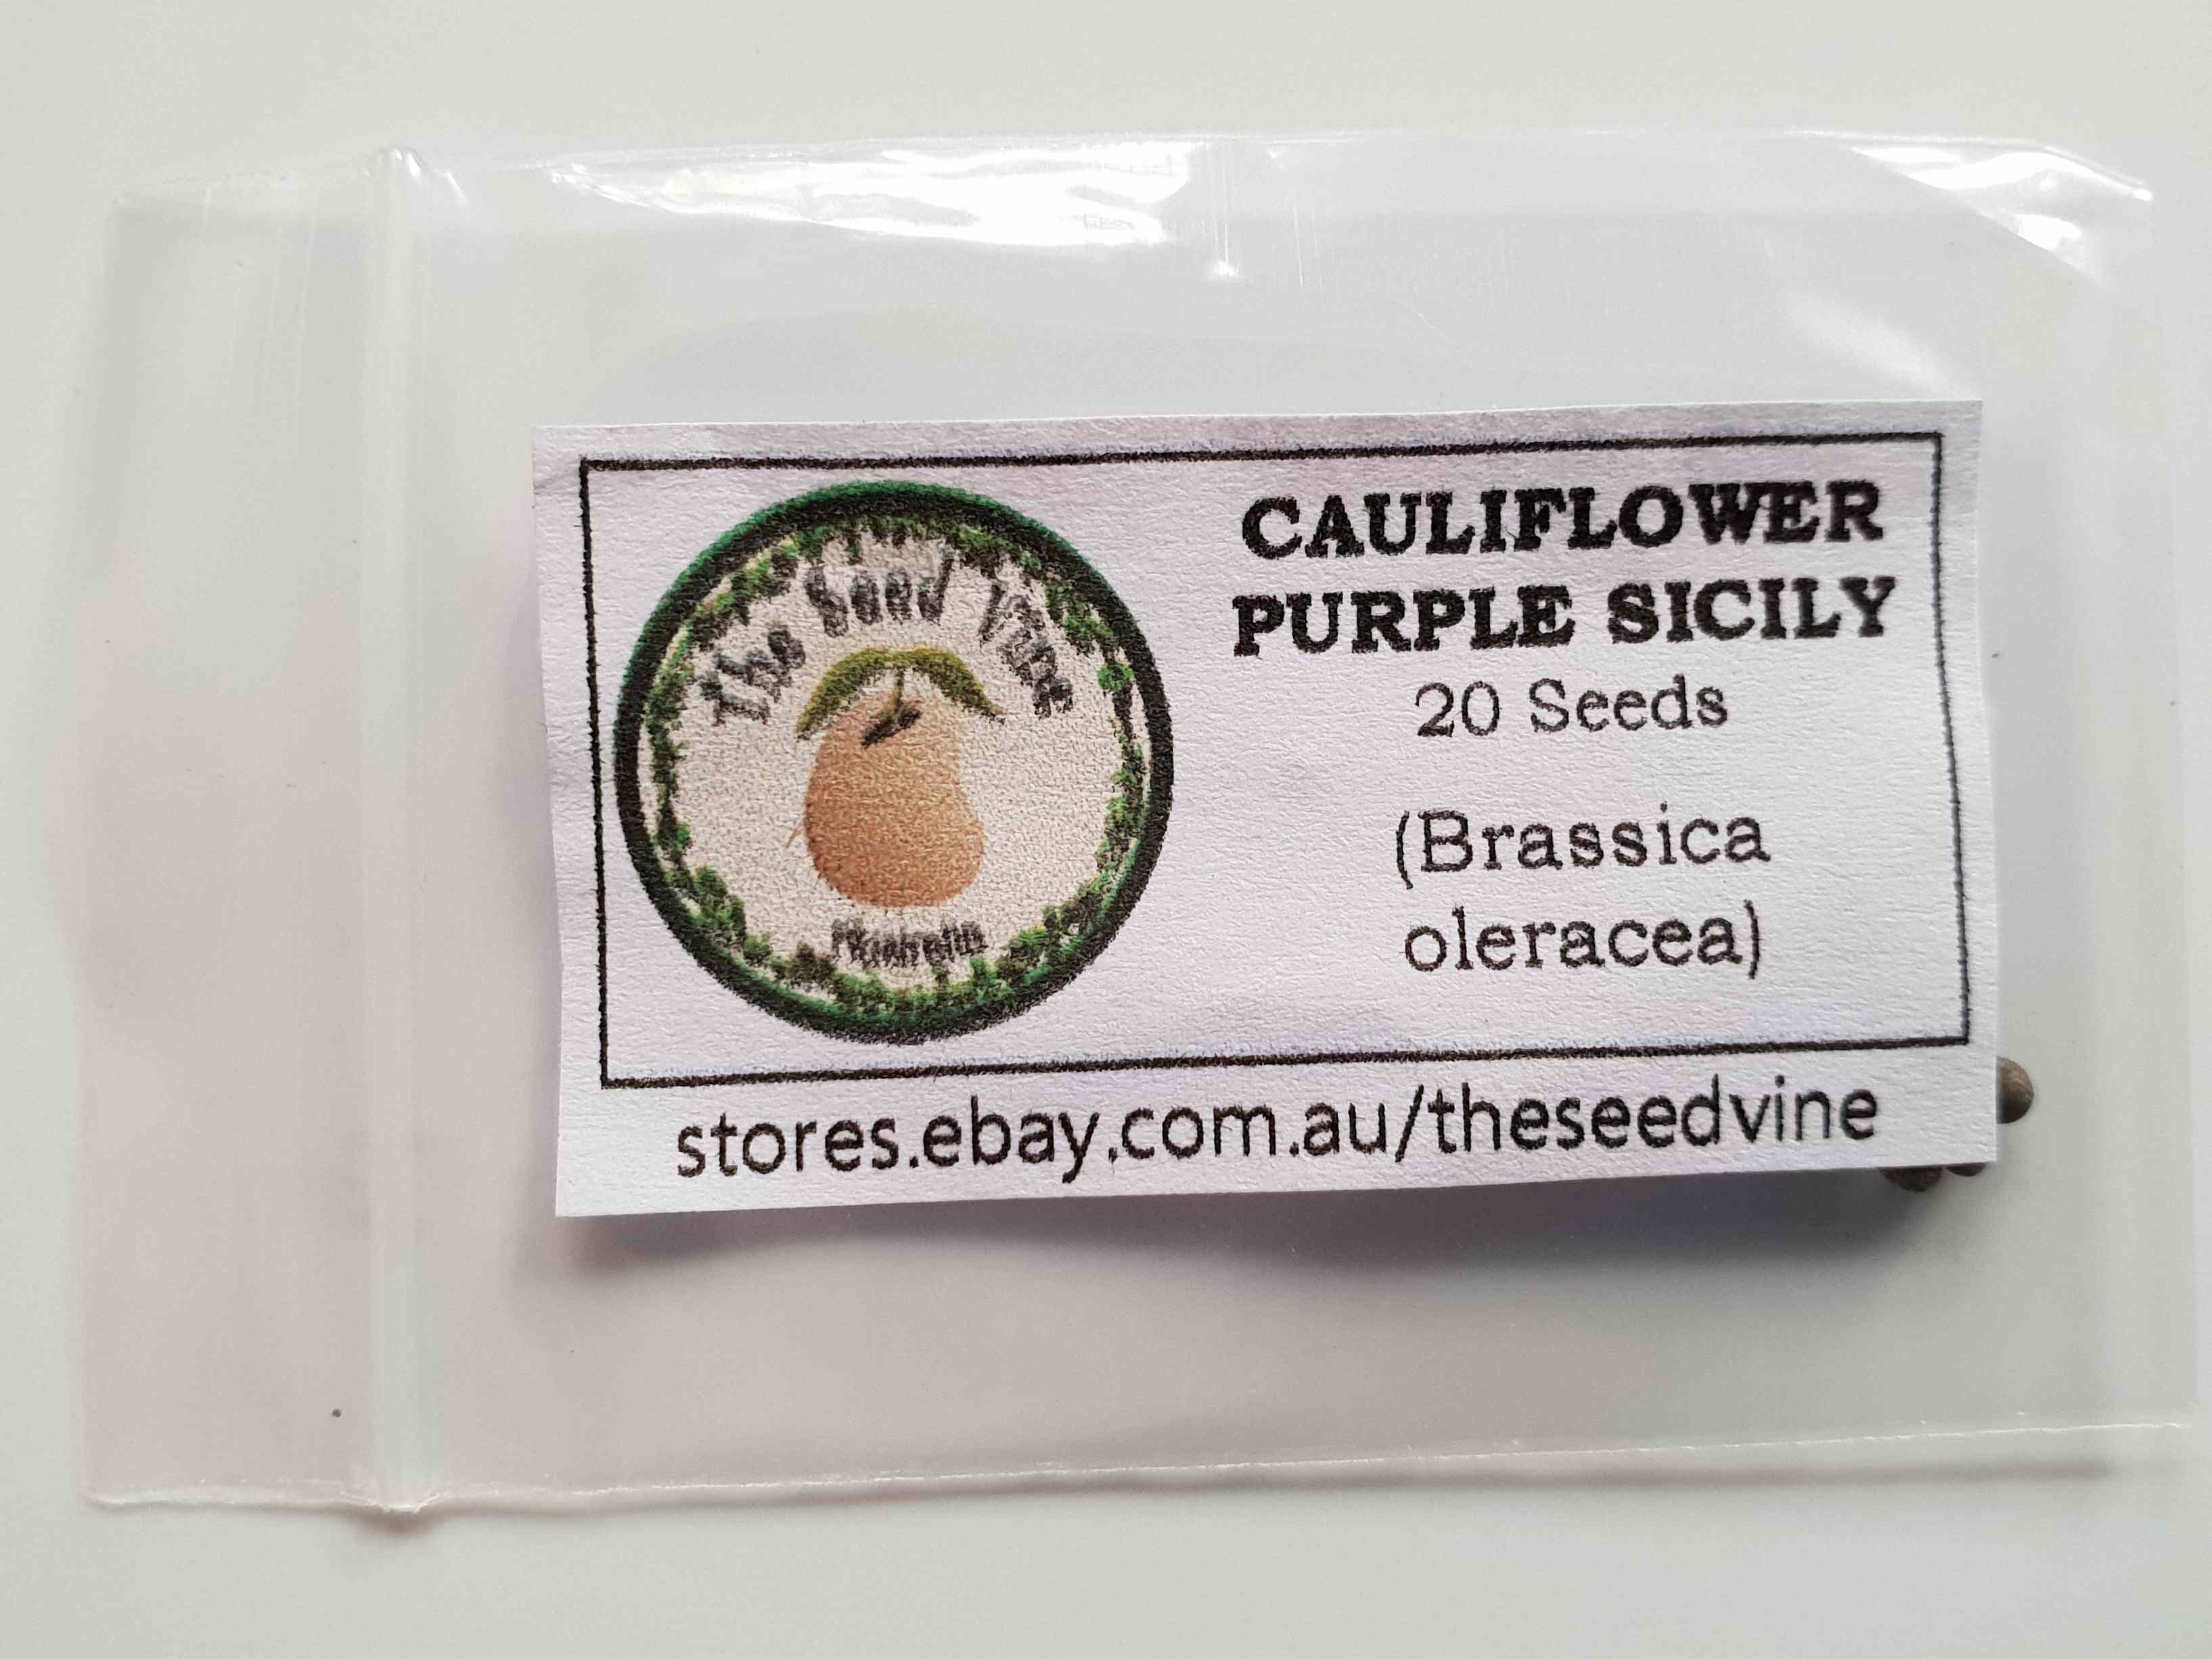 The Seed Vine
Australia
CAULIFLOWER
PURPLE SICILY
20 Seeds
(Brassica
oleracea)
stores.ebay.com.au/theseedvine